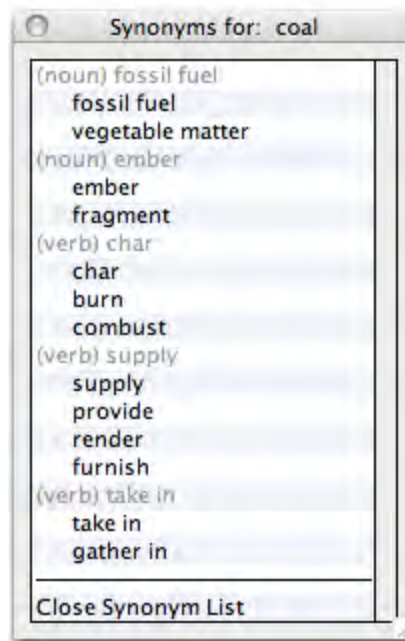 Synonyms for: coal
(noun) fossil fuel
fossil fuel
vegetable matter
(noun) ember
ember
fragment
(verb) char
char
burn
combust
(verb) supply
supply
provide
render
furnish
(verb) take in
take in
gather in
Close Synonym List